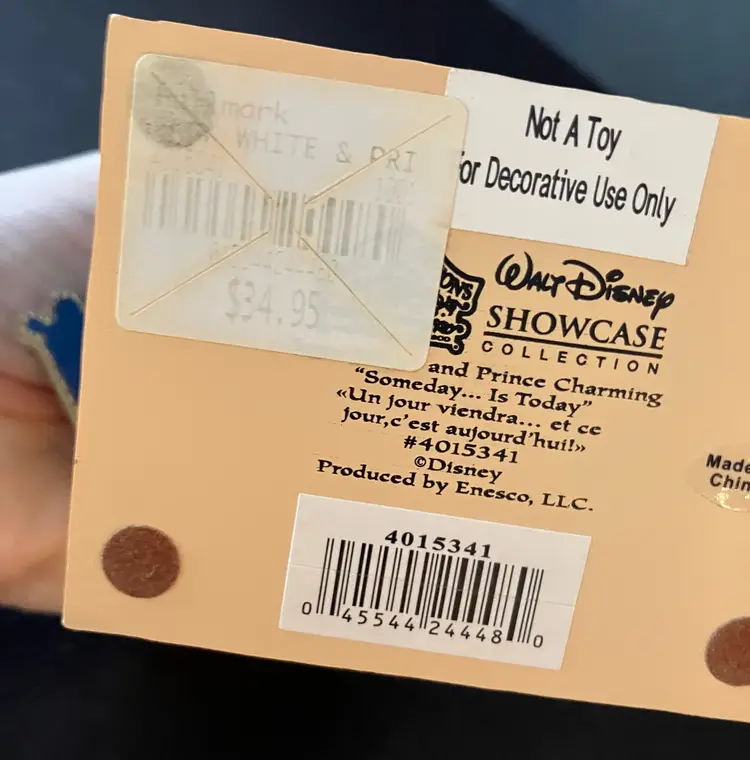 mark
WHITE & PRI
$34.95
Not A Toy
or Decorative Use Only
WALT DISNEY
SHOWCASE
COLLECTION
and Prince Charming
"Someday... Is Today"
«Un jour viendra... et ce
jour,c'est aujourd'hui!»
#4015341
©Disney
Produced by Enesco, LLC.
Made
Chin
4015341
0 45544 24448 0